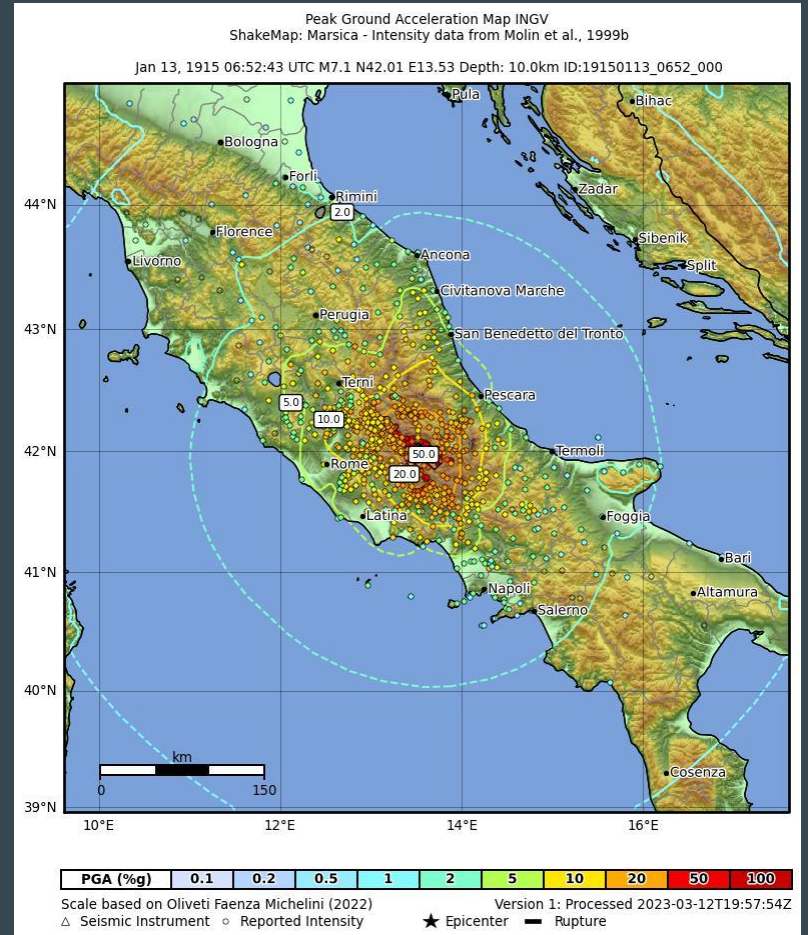 Peak Ground Acceleration Map INGV
ShakeMap: Marsica - Intensity data from Molin et al., 1999b
Jan 13, 1915 06:52:43 UTC M7.1 N42.01 E13.53 Depth: 10.0km ID:19150113_0652_000
Pula
Bihac
Bologna
Forli
Zadar
Rimini
44°N
2.0
Florence
Sibenik
Ancona
Livorno
Split
Civitanova Marche
Perugia
43°N
San Benedetto del Tronto
Terni
Pescara
5.0
10.0
42°N
Termoli
50.0
Rome
20.0
Latina
Foggia
Bari
41°N
Napoli
Altamura
Salerno
40°N
km
Cosenza
0 150
39°N
10°E 12°E 14°E 16°E
PGA (%g) 0.1 0.2 0.5 1 2 5 10 20 50 100
Scale based on Oliveti Faenza Michelini (2022) Version 1: Processed 2023-03-12T19:57:54Z
△ Seismic Instrument ○ Reported Intensity ★ Epicenter ▬ Rupture